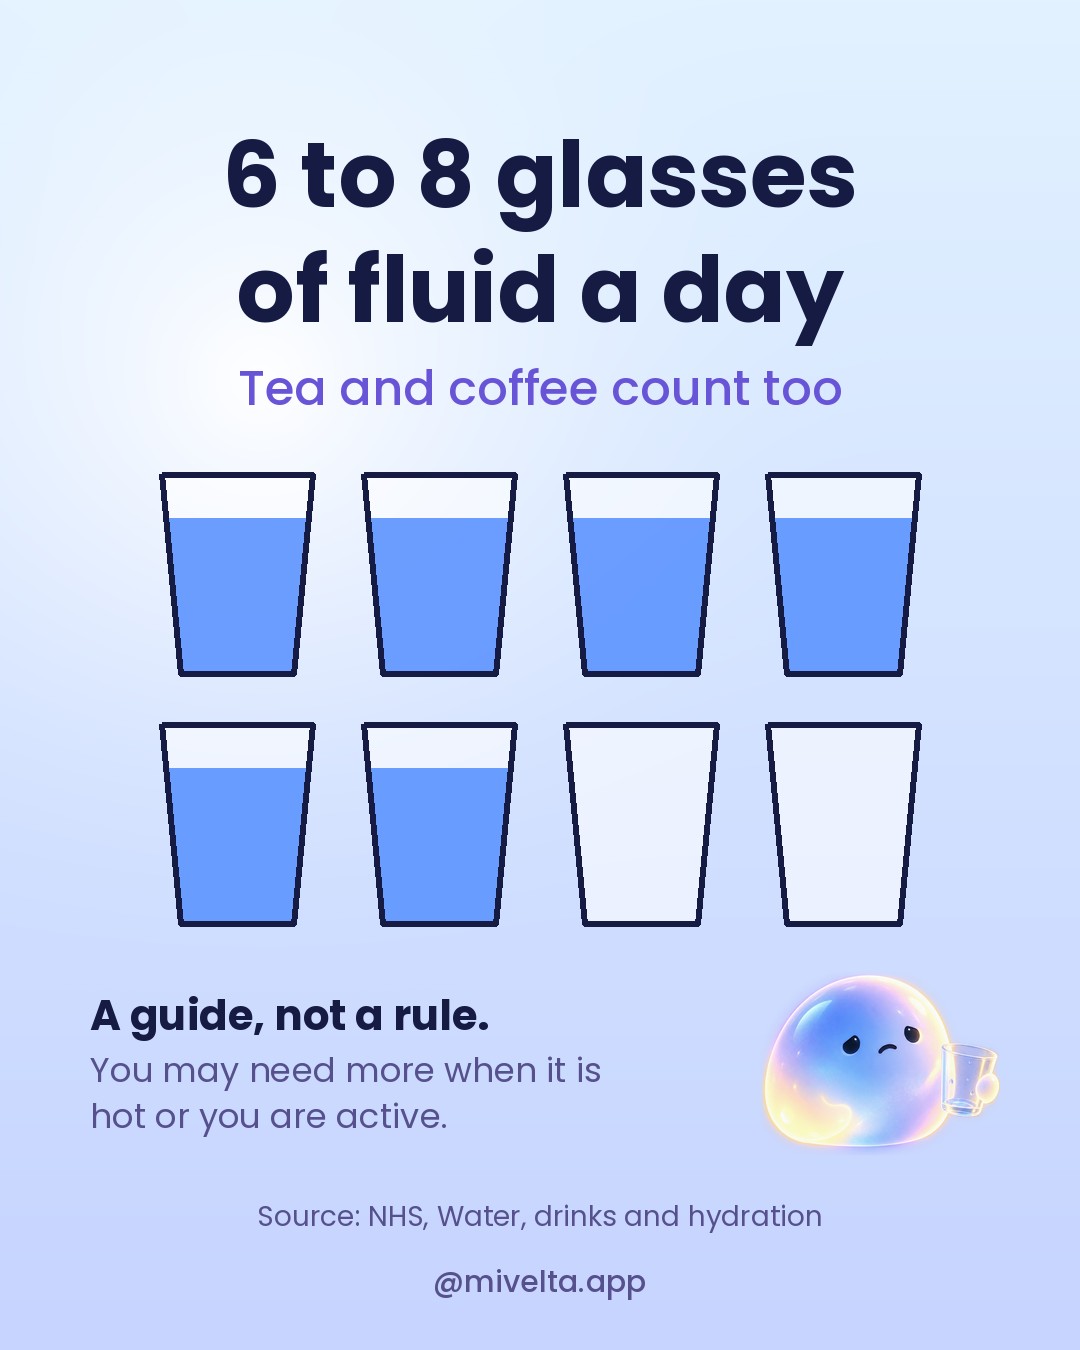 6 to 8 glasses
of fluid a day
Tea and coffee count too
A guide, not a rule.
You may need more when it is
hot or you are active.
Source: NHS, Water, drinks and hydration
@mivelta.app